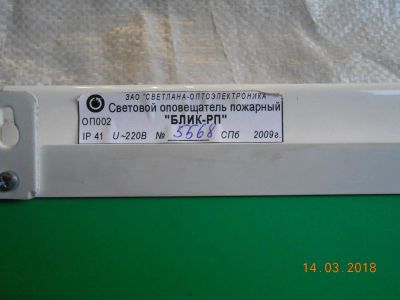 ЗАО "СВЕТЛАНА-ОПТОЭЛЕКТРОНИКА
Световой оповещатель пожарный
ОП002 "БЛИК-РП"
IP 41 U~220В № 5568 СПб 2009г.
14.03.2018